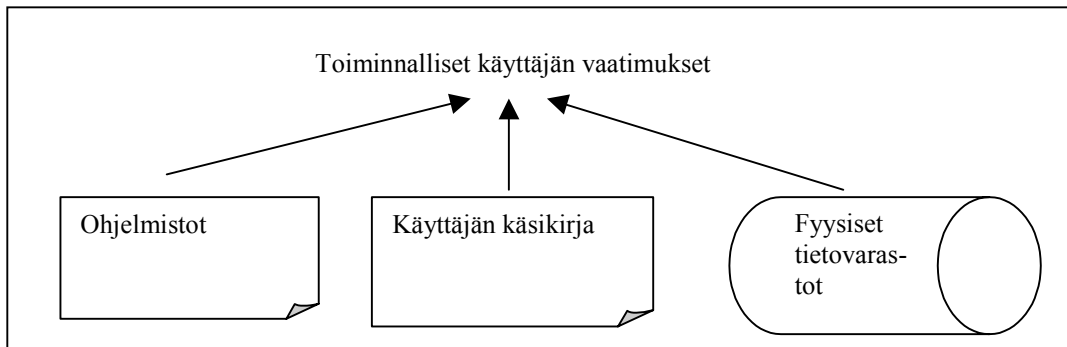 Toiminnalliset käyttäjän vaatimukset
Ohjelmistot
Käyttäjän käsikirja
Fyysiset
tietovaras-
tot